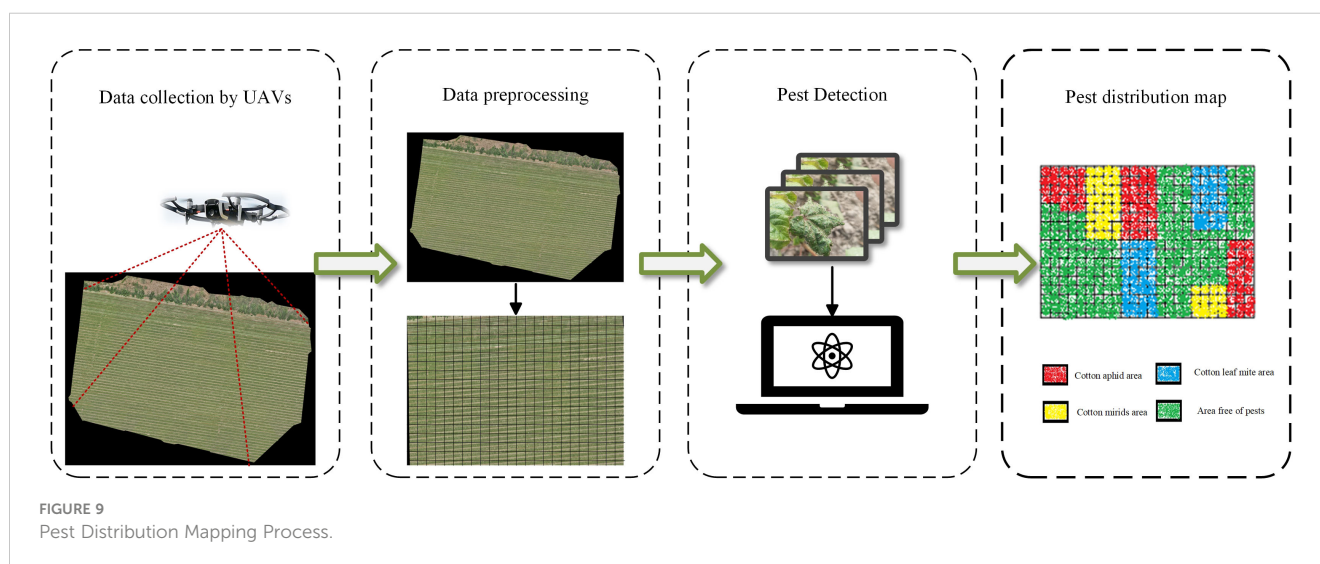 Data collection by UAVs
Data preprocessing
Pest Detection
Pest distribution map
Cotton aphid area
Cotton leaf mite area
Cotton mirids area
Area free of pests
FIGURE 9
Pest Distribution Mapping Process.